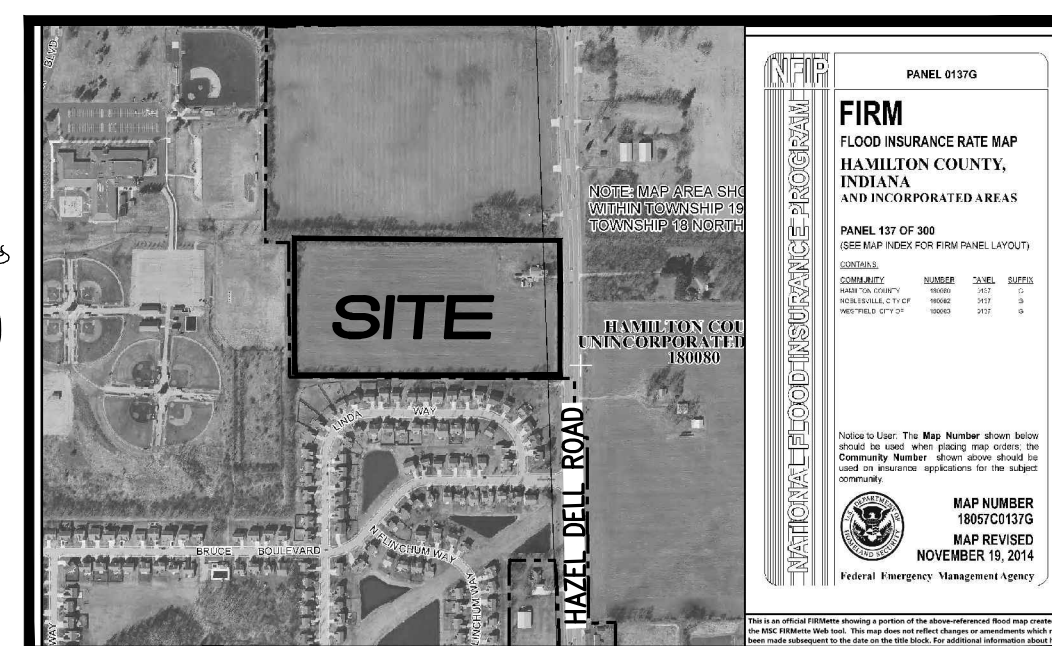 BLVD
NOTE: MAP AREA SHO
WITHIN TOWNSHIP 19
TOWNSHIP 18 NORTH
SITE
HAMILTON COU
UNINCORPORATED
180080
LINDA WAY
HAZEL DELL ROAD
N FLINCHUM WAY
BRUCE BOULEVARD
LINCHUM WAY
WAY
NFIP
NATIONAL FLOOD INSURANCE PROGRAM
PANEL 0137G
FIRM
FLOOD INSURANCE RATE MAP
HAMILTON COUNTY,
INDIANA
AND INCORPORATED AREAS
PANEL 137 OF 300
(SEE MAP INDEX FOR FIRM PANEL LAYOUT)
CONTAINS:
COMMUNITY NUMBER PANEL SUFFIX
HAMILTON COUNTY 180080 0137 G
NOBLESVILLE, CITY OF 180082 0137 G
WESTFIELD, CITY OF 180083 0137 G
Notice to User: The Map Number shown below
should be used when placing map orders; the
Community Number shown above should be
used on insurance applications for the subject
community.
U.S. DEPARTMENT OF
HOMELAND SECURITY
MAP NUMBER
18057C0137G
MAP REVISED
NOVEMBER 19, 2014
Federal Emergency Management Agency
This is an official FIRMette showing a portion of the above-referenced flood map create
the MSC FIRMette Web tool. This map does not reflect changes or amendments which
been made subsequent to the date on the title block. For additional information about